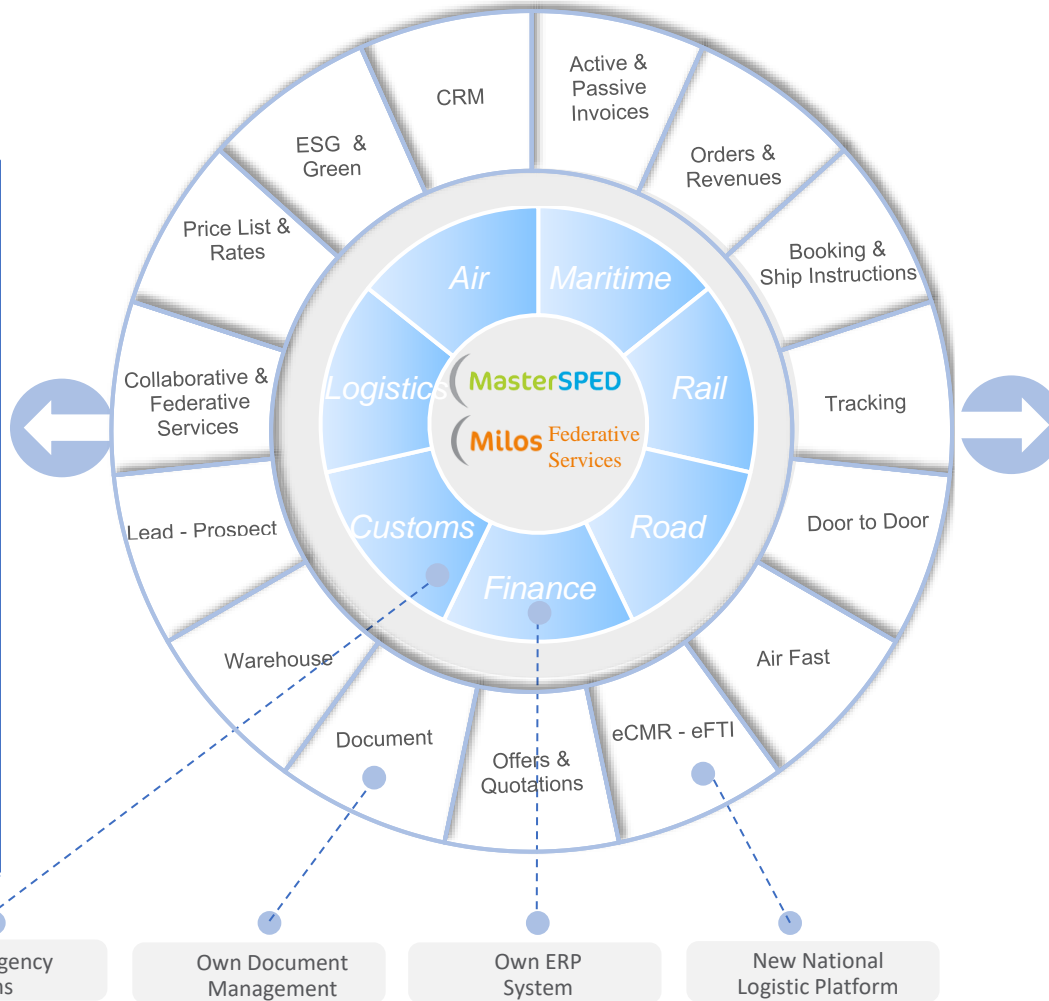 CRM
Active &
Passive
Invoices
ESG &
Green
Orders &
Revenues
Price List &
Rates
Booking &
Ship Instructions
Air
Maritime
Collaborative &
Federative
Services
Logistics
MasterSPED
Milos Federative
Services
Rail
Tracking
Lead - Prospect
Customs
Finance
Road
Door to Door
Warehouse
Document
Offers &
Quotations
eCMR - eFTI
Air Fast
gency
ns
Own Document
Management
Own ERP
System
New National
Logistic Platform